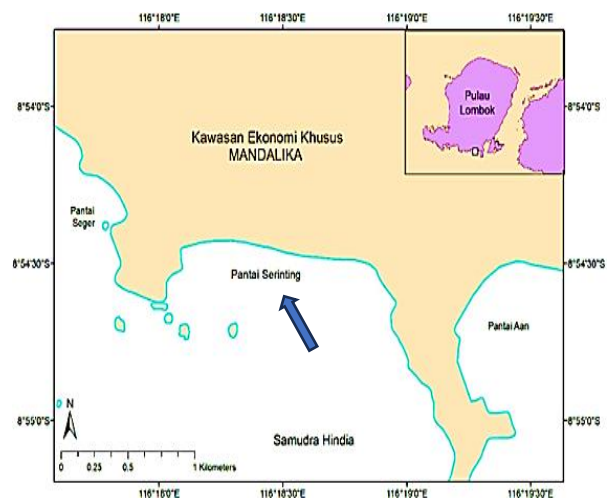 116°18'0"E 116°18'30"E 116°19'0"E 116°19'30"E
8°54'0"S
8°54'0"S
Pulau
Lombok
Kawasan Ekonomi Khusus
MANDALIKA
Pantai
Seger
8°54'30"S
8°54'30"S
Pantai Serinting
Pantai Aan
N
8°55'0"S
8°55'0"S
Samudra Hindia
0 0.25 0.5 1
Kilometers
116°18'0"E 116°18'30"E 116°19'0"E 116°19'30"E